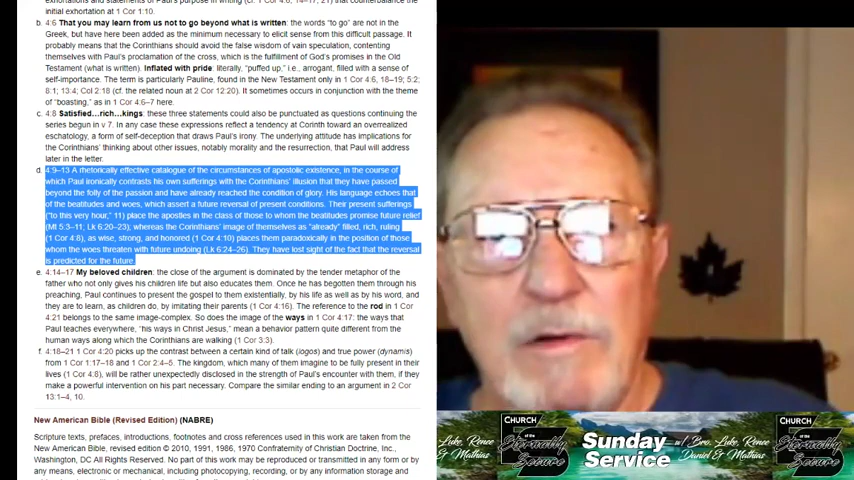 exhortations and statements of Paul's purpose in writing (cf. 1 Cor 4:6, 14–17, 21) that counterbalance the
initial exhortation at 1 Cor 1:10.
b. 4:6 That you may learn from us not to go beyond what is written: the words "to go" are not in the
Greek, but have here been added as the minimum necessary to elicit sense from this difficult passage. It
probably means that the Corinthians should avoid the false wisdom of vain speculation, contenting
themselves with Paul's proclamation of the cross, which is the fulfillment of God's promises in the Old
Testament (what is written). Inflated with pride: literally, "puffed up," i.e., arrogant, filled with a sense of
self-importance. The term is particularly Pauline, found in the New Testament only in 1 Cor 4:6, 18–19; 5:2;
8:1; 13:4; Col 2:18 (cf. the related noun at 2 Cor 12:20). It sometimes occurs in conjunction with the theme
of "boasting," as in 1 Cor 4:6–7 here.
c. 4:8 Satisfied...rich...kings: these three statements could also be punctuated as questions continuing the
series begun in v 7. In any case these expressions reflect a tendency at Corinth toward an overrealized
eschatology, a form of self-deception that draws Paul's irony. The underlying attitude has implications for
the Corinthians' thinking about other issues, notably morality and the resurrection, that Paul will address
later in the letter.
d. 4:9–13 A rhetorically effective catalogue of the circumstances of apostolic existence, in the course of
which Paul ironically contrasts his own sufferings with the Corinthians' illusion that they have passed
beyond the folly of the passion and have already reached the condition of glory. His language echoes that
of the beatitudes and woes, which assert a future reversal of present conditions. Their present sufferings
("to this very hour," 11) place the apostles in the class of those to whom the beatitudes promise future relief
(Mt 5:3–11; Lk 6:20–23); whereas the Corinthians' image of themselves as "already" filled, rich, ruling
(1 Cor 4:8), as wise, strong, and honored (1 Cor 4:10) places them paradoxically in the position of those
whom the woes threaten with future undoing (Lk 6:24–26). They have lost sight of the fact that the reversal
is predicted for the future.
e. 4:14–17 My beloved children: the close of the argument is dominated by the tender metaphor of the
father who not only gives his children life but also educates them. Once he has begotten them through his
preaching, Paul continues to present the gospel to them existentially, by his life as well as by his word, and
they are to learn, as children do, by imitating their parents (1 Cor 4:16). The reference to the rod in 1 Cor
4:21 belongs to the same image-complex. So does the image of the ways in 1 Cor 4:17: the ways that
Paul teaches everywhere, "his ways in Christ Jesus," mean a behavior pattern quite different from the
human ways along which the Corinthians are walking (1 Cor 3:3).
f. 4:18–21 1 Cor 4:20 picks up the contrast between a certain kind of talk (logos) and true power (dynamis)
from 1 Cor 1:17–18 and 1 Cor 2:4–5. The kingdom, which many of them imagine to be fully present in their
lives (1 Cor 4:8), will be rather unexpectedly disclosed in the strength of Paul's encounter with them, if they
make a powerful intervention on his part necessary. Compare the similar ending to an argument in 2 Cor
13:1–4, 10.
New American Bible (Revised Edition) (NABRE)
Scripture texts, prefaces, introductions, footnotes and cross references used in this work are taken from the
New American Bible, revised edition © 2010, 1991, 1986, 1970 Confraternity of Christian Doctrine, Inc.,
Washington, DC All Rights Reserved. No part of this work may be reproduced or transmitted in any form or by
any means, electronic or mechanical, including photocopying, recording, or by any information storage and
Luke, Renee
& Mathias
CHURCH
of the
Eternally
Secure
Sunday
Service
w/ Bro. Luke, Renee
Daniel & Mathias
CHURCH
of the
Eternally
Secure